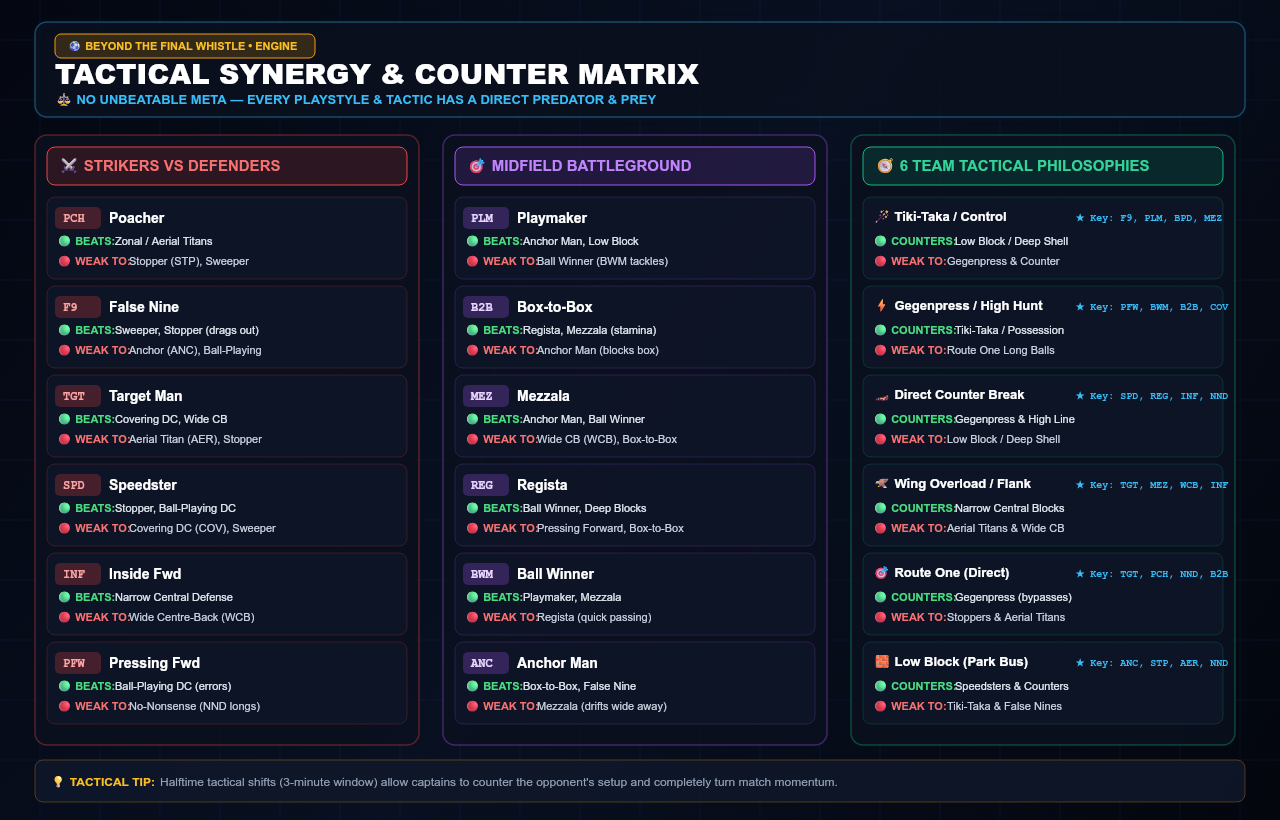 BEYOND THE FINAL WHISTLE • ENGINE
TACTICAL SYNERGY & COUNTER MATRIX
NO UNBEATABLE META — EVERY PLAYSTYLE & TACTIC HAS A DIRECT PREDATOR & PREY
STRIKERS VS DEFENDERS
PCH Poacher
BEATS: Zonal / Aerial Titans
WEAK TO: Stopper (STP), Sweeper
F9 False Nine
BEATS: Sweeper, Stopper (drags out)
WEAK TO: Anchor (ANC), Ball-Playing
TGT Target Man
BEATS: Covering DC, Wide CB
WEAK TO: Aerial Titan (AER), Stopper
SPD Speedster
BEATS: Stopper, Ball-Playing DC
WEAK TO: Covering DC (COV), Sweeper
INF Inside Fwd
BEATS: Narrow Central Defense
WEAK TO: Wide Centre-Back (WCB)
PFW Pressing Fwd
BEATS: Ball-Playing DC (errors)
WEAK TO: No-Nonsense (NND longs)
MIDFIELD BATTLEGROUND
PLM Playmaker
BEATS: Anchor Man, Low Block
WEAK TO: Ball Winner (BWM tackles)
B2B Box-to-Box
BEATS: Regista, Mezzala (stamina)
WEAK TO: Anchor Man (blocks box)
MEZ Mezzala
BEATS: Anchor Man, Ball Winner
WEAK TO: Wide CB (WCB), Box-to-Box
REG Regista
BEATS: Ball Winner, Deep Blocks
WEAK TO: Pressing Forward, Box-to-Box
BWM Ball Winner
BEATS: Playmaker, Mezzala
WEAK TO: Regista (quick passing)
ANC Anchor Man
BEATS: Box-to-Box, False Nine
WEAK TO: Mezzala (drifts wide away)
6 TEAM TACTICAL PHILOSOPHIES
Tiki-Taka / Control ★ Key: F9, PLM, BPD, MEZ
COUNTERS: Low Block / Deep Shell
WEAK TO: Gegenpress & Counter
Gegenpress / High Hunt ★ Key: PFW, BWM, B2B, COV
COUNTERS: Tiki-Taka / Possession
WEAK TO: Route One Long Balls
Direct Counter Break ★ Key: SPD, REG, INF, NND
COUNTERS: Gegenpress & High Line
WEAK TO: Low Block / Deep Shell
Wing Overload / Flank ★ Key: TGT, MEZ, WCB, INF
COUNTERS: Narrow Central Blocks
WEAK TO: Aerial Titans & Wide CB
Route One (Direct) ★ Key: TGT, PCH, NND, B2B
COUNTERS: Gegenpress (bypasses)
WEAK TO: Stoppers & Aerial Titans
Low Block (Park Bus) ★ Key: ANC, STP, AER, NND
COUNTERS: Speedsters & Counters
WEAK TO: Tiki-Taka & False Nines
TACTICAL TIP: Halftime tactical shifts (3-minute window) allow captains to counter the opponent's setup and completely turn match momentum.